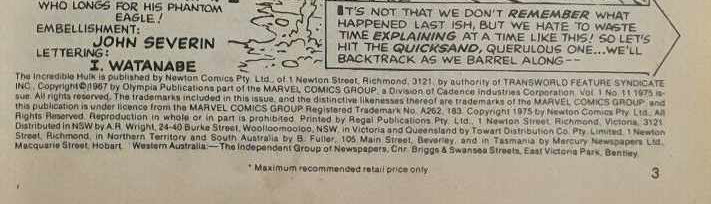 WHO LONGS FOR HIS PHANTOM
EAGLE!
EMBELLISHMENT:
JOHN SEVERIN
LETTERING:
I. WATANABE
IT'S NOT THAT WE DON'T REMEMBER WHAT
HAPPENED LAST ISH, BUT WE HATE TO WASTE
TIME EXPLAINING AT A TIME LIKE THIS! SO LET'S
HIT THE QUICKSAND, QUERULOUS ONE...WE'LL
BACKTRACK AS WE BARREL ALONG--
The Incredible Hulk is published by Newton Comics Pty. Ltd., of 1 Newton Street, Richmond, 3121, by authority of TRANSWORLD FEATURE SYNDICATE
INC. Copyright © 1967 by Olympia Publications part of the MARVEL COMICS GROUP, a Division of Cadence Industries Corporation. Vol. 1 No. 11 1975 is-
sue. All rights reserved. The trademarks included in this issue, and the distinctive likenesses thereof are trademarks of the MARVEL COMICS GROUP and
this publication is under licence from the MARVEL COMICS GROUP. Registered Trademark No. A262, 183. Copyright 1975 by Newton Comics Pty. Ltd., All
Rights Reserved. Reproduction in whole or in part is prohibited. Printed by Regal Publications Pty. Ltd., 1 Newton Street, Richmond, Victoria, 3121.
Distributed in NSW by A.R. Wright, 24-40 Burke Street, Woolloomooloo, NSW, in Victoria and Queensland by Towart Distribution Co. Pty. Limited, 1 Newton
Street, Richmond, in Northern Territory and South Australia by B. Fuller, 105 Main Street, Beverley, and in Tasmania by Mercury Newspapers Ltd.,
Macquarie Street, Hobart. Western Australia:—The Independent Group of Newspapers, Cnr. Briggs & Swansea Streets, East Victoria Park, Bentley.
* Maximum recommended retail price only
3